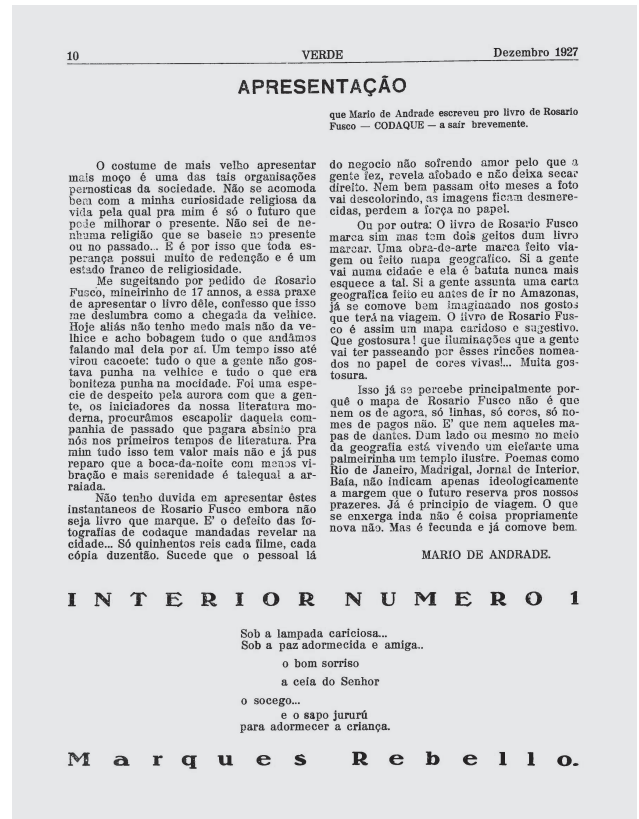 10
VERDE
Dezembro 1927
APRESENTAÇÃO
que Mario de Andrade escreveu pro livro de Rosario
Fusco — CODAQUE — a saír brevemente.
O costume de mais velho apresentar
mais moço é uma das tais organisações
pernosticas da sociedade. Não se acomoda
bem com a minha curiosidade religiosa da
vida pela qual pra mim é só o futuro que
pode milhorar o presente. Não sei de ne-
nhuma religião que se baseie no presente
ou no passado... E é por isso que toda es-
perança possui muito de redenção e é um
estado franco de religiosidade.
Me sugeitando por pedido de Rosario
Fusco, mineirinho de 17 annos, a essa praxe
de apresentar o livro dêle, confesso que isso
me deslumbra como a chegada da velhice.
Hoje aliás não tenho medo mais não da ve-
lhice e acho bobagem tudo o que andâmos
falando mal dela por aí. Um tempo isso até
virou cacoete: tudo o que a gente não gos-
tava punha na velhice e tudo o que era
boniteza punha na mocidade. Foi uma espe-
cie de despeito pela aurora com que a gen-
te, os iniciadores da nossa literatura mo-
derna, procurâmos escapolir daquela com-
panhia de passado que pagara absinto pra
nós nos primeiros tempos de literatura. Pra
mim tudo isso tem valor mais não e já pus
reparo que a boca-da-noite com menos vi-
bração e mais serenidade é talequal a ar-
raiada.
Não tenho duvida em apresentar êstes
instantaneos de Rosario Fusco embora não
seja livro que marque. E' o defeito das fo-
tografias de codaque mandadas revelar na
cidade... Só quinhentos reis cada filme, cada
cópia duzentão. Sucede que o pessoal lá
do negocio não sofrendo amor pelo que a
gente fez, revela afobado e não deixa secar
direito. Nem bem passam oito meses a foto
vai descolorindo, as imagens ficam desmere-
cidas, perdem a força no papel.
Ou por outra: O livro de Rosario Fusco
marca sim mas tem dois geitos dum livro
marcar. Uma obra-de-arte marca feito via-
gem ou feito mapa geografico. Si a gente
vai numa cidade e ela é batuta nunca mais
esquece a tal. Si a gente assunta uma carta
geografica feito eu antes de ir no Amazonas,
já se comove bem imaginando nos gostos
que terá na viagem. O livro de Rosario Fus-
co é assim um mapa caridoso e sugestivo.
Que gostosura! que iluminações que a gente
vai ter passeando por êsses rincões nomea-
dos no papel de cores vivas!... Muita gos-
tosura.
Isso já se percebe principalmente por-
quê o mapa de Rosario Fusco não é que
nem os de agora, só linhas, só cores, só no-
mes de pagos não. E' que nem aqueles ma-
pas de dantes. Dum lado ou mesmo no meio
da geografia está vivendo um elefante uma
palmeirinha um templo ilustre. Poemas como
Rio de Janeiro, Madrigal, Jornal de Interior,
Baía, não indicam apenas ideologicamente
a margem que o futuro reserva pros nossos
prazeres. Já é principio de viagem. O que
se enxerga inda não é coisa propriamente
nova não. Mas é fecunda e já comove bem.
MARIO DE ANDRADE.
INTERIOR NUMERO 1
Sob a lampada cariciosa...
Sob a paz adormecida e amiga..
o bom sorriso
a ceia do Senhor
o socego...
e o sapo jururú
para adormecer a criança.
Marques Rebello.